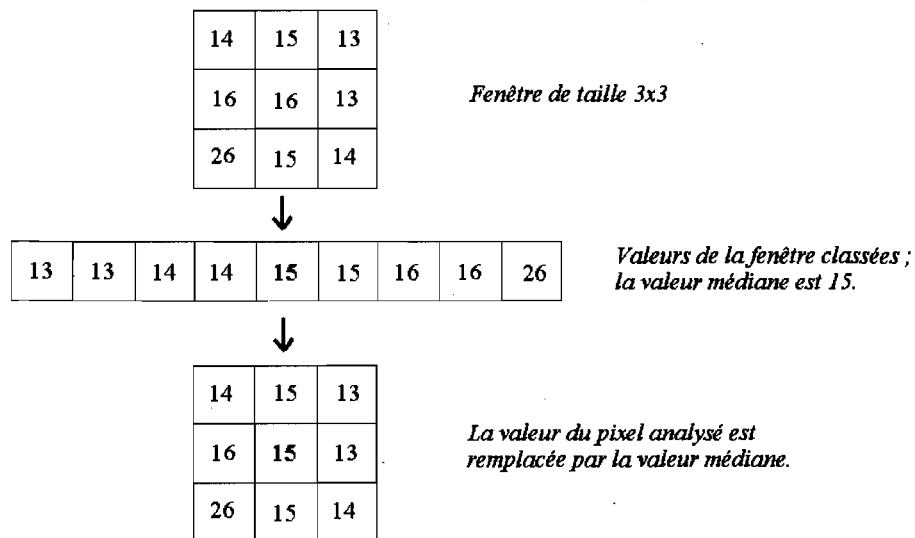 14 15 13
16 16 13
Fenêtre de taille 3x3
26 15 14
13 13 14 14 15 15 16 16 26
Valeurs de la fenêtre classées ;
la valeur médiane est 15.
14 15 13
16 15 13
La valeur du pixel analysé est
remplacée par la valeur médiane.
26 15 14